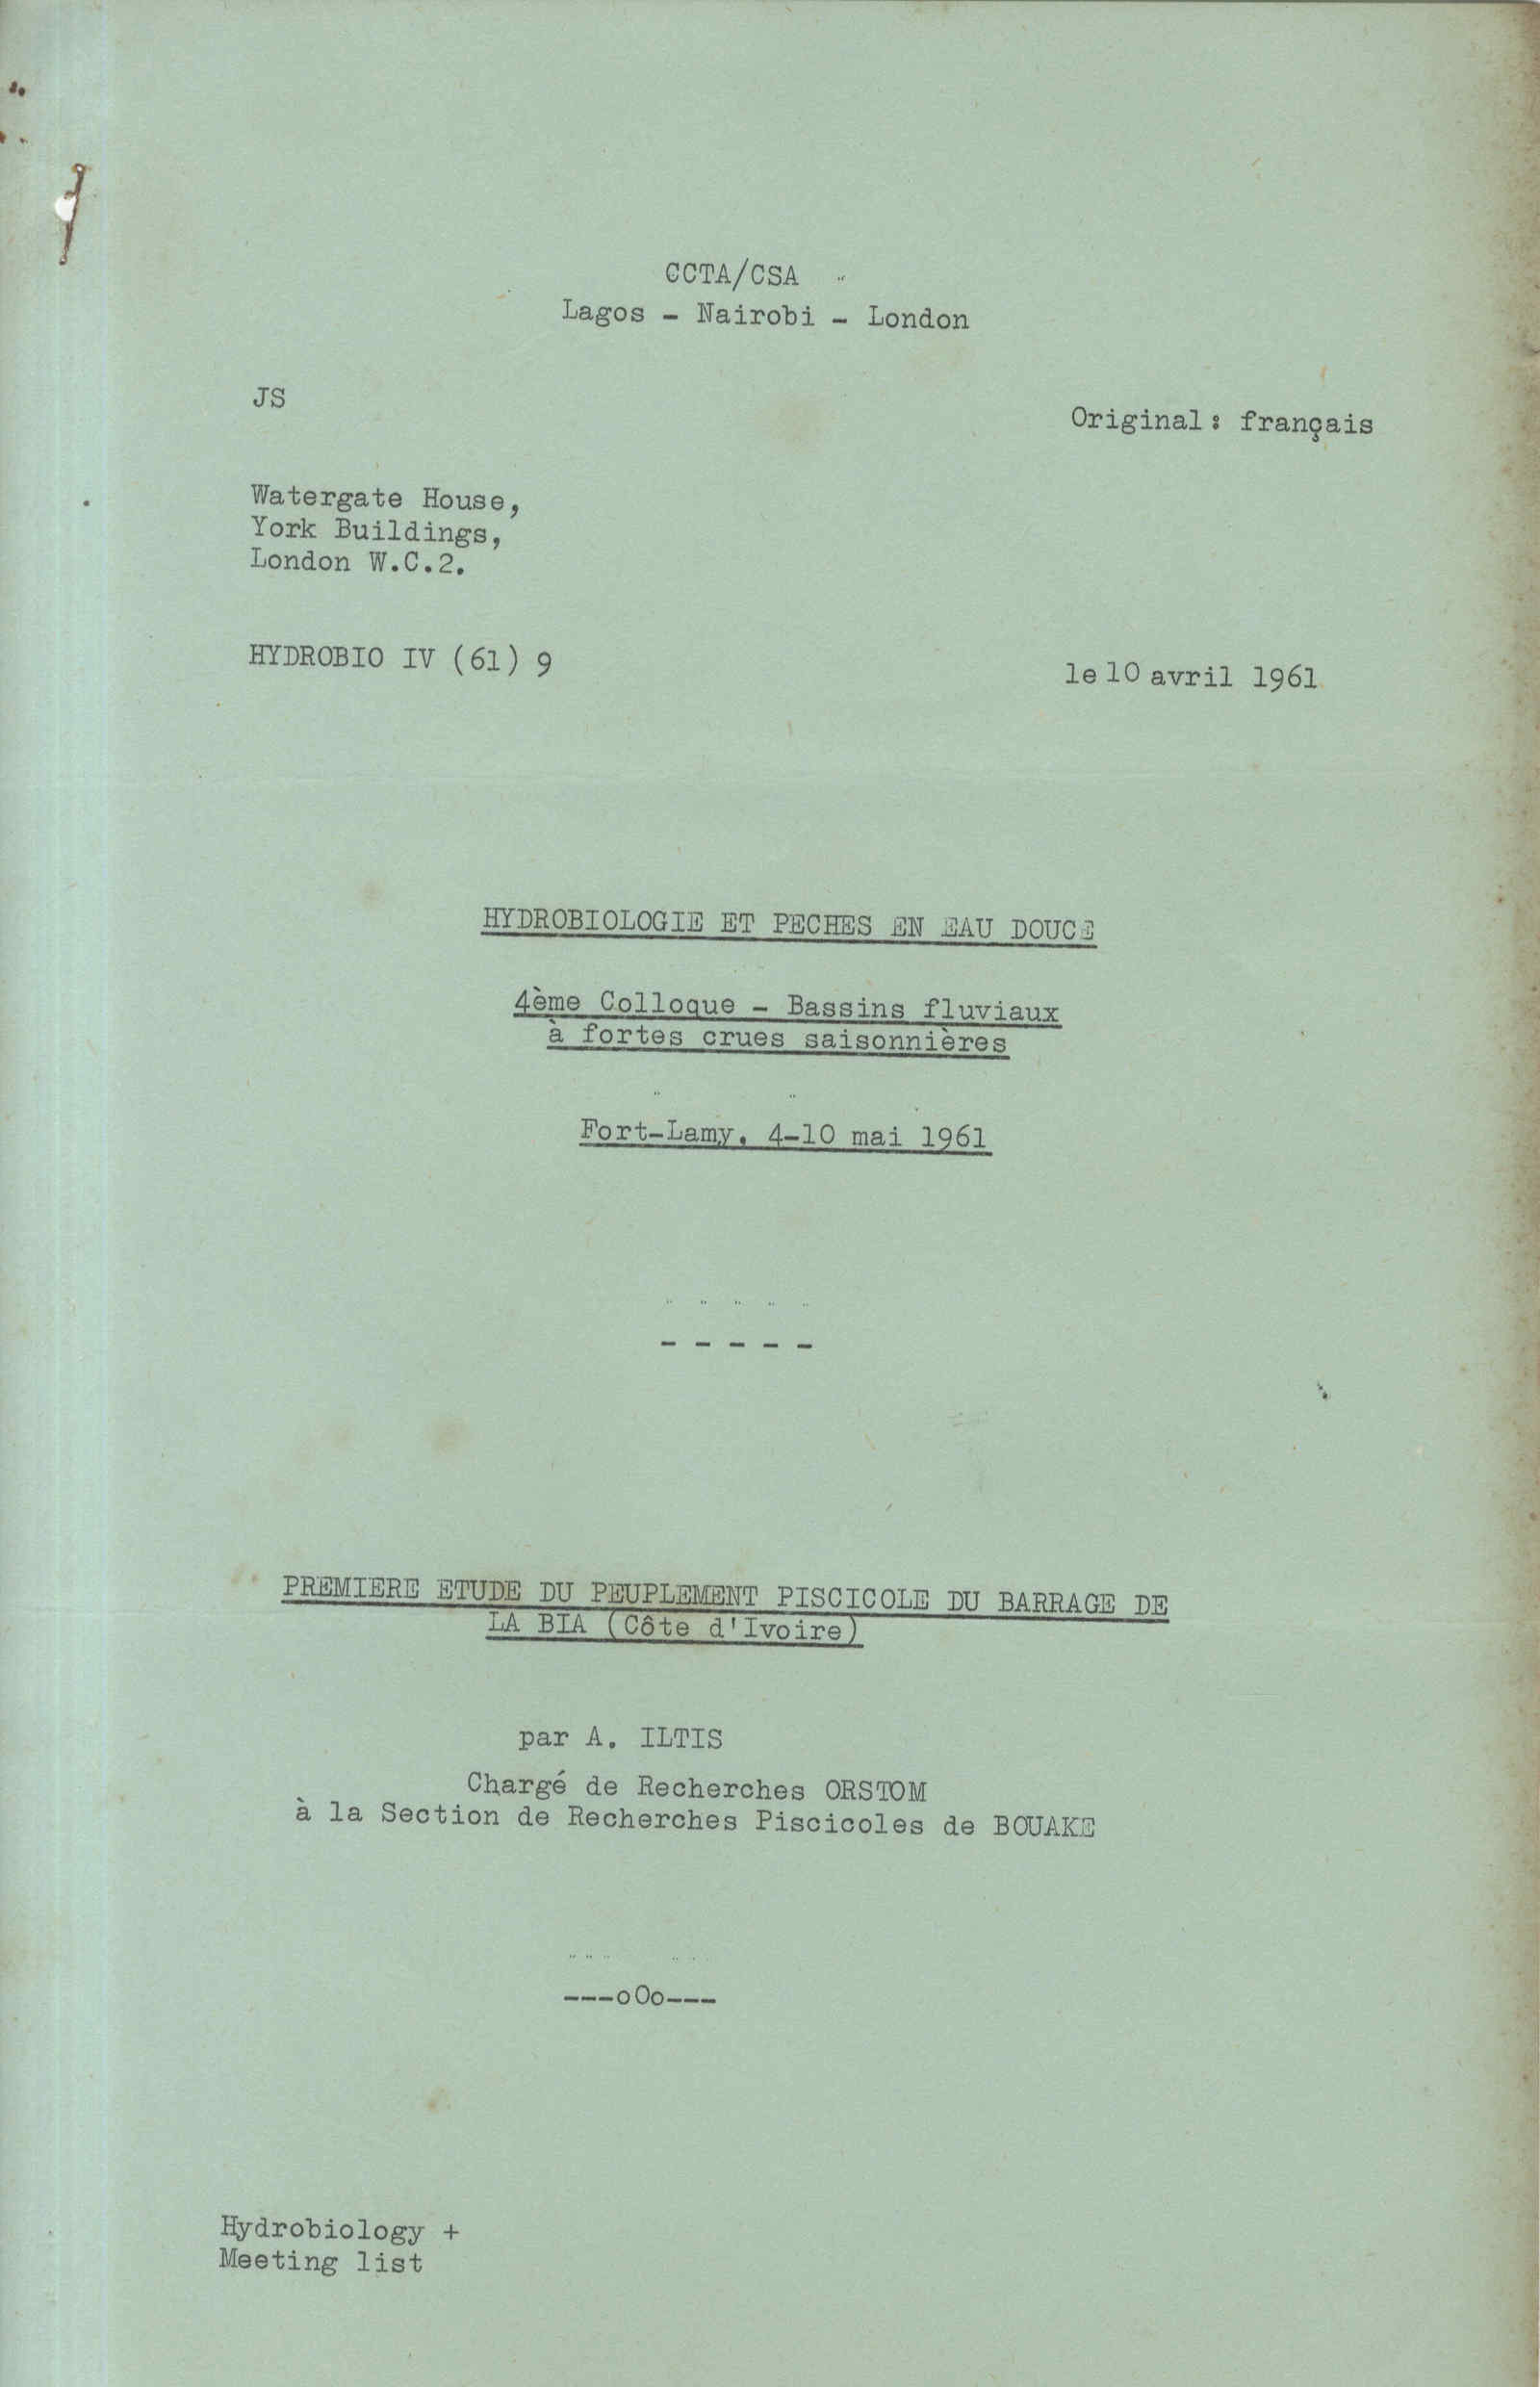 CCTA/CSA
Lagos - Nairobi - London
JS
Original: français
Watergate House,
York Buildings,
London W.C.2.
HYDROBIO IV (61) 9
le 10 avril 1961
HYDROBIOLOGIE ET PECHES EN EAU DOUCE
4ème Colloque - Bassins fluviaux
à fortes crues saisonnières
Fort-Lamy, 4-10 mai 1961
- - - - -
PREMIERE ETUDE DU PEUPLEMENT PISCICOLE DU BARRAGE DE
LA BIA (Côte d'Ivoire)
par A. ILTIS
Chargé de Recherches ORSTOM
à la Section de Recherches Piscicoles de BOUAKE
---oOo---
Hydrobiology +
Meeting list